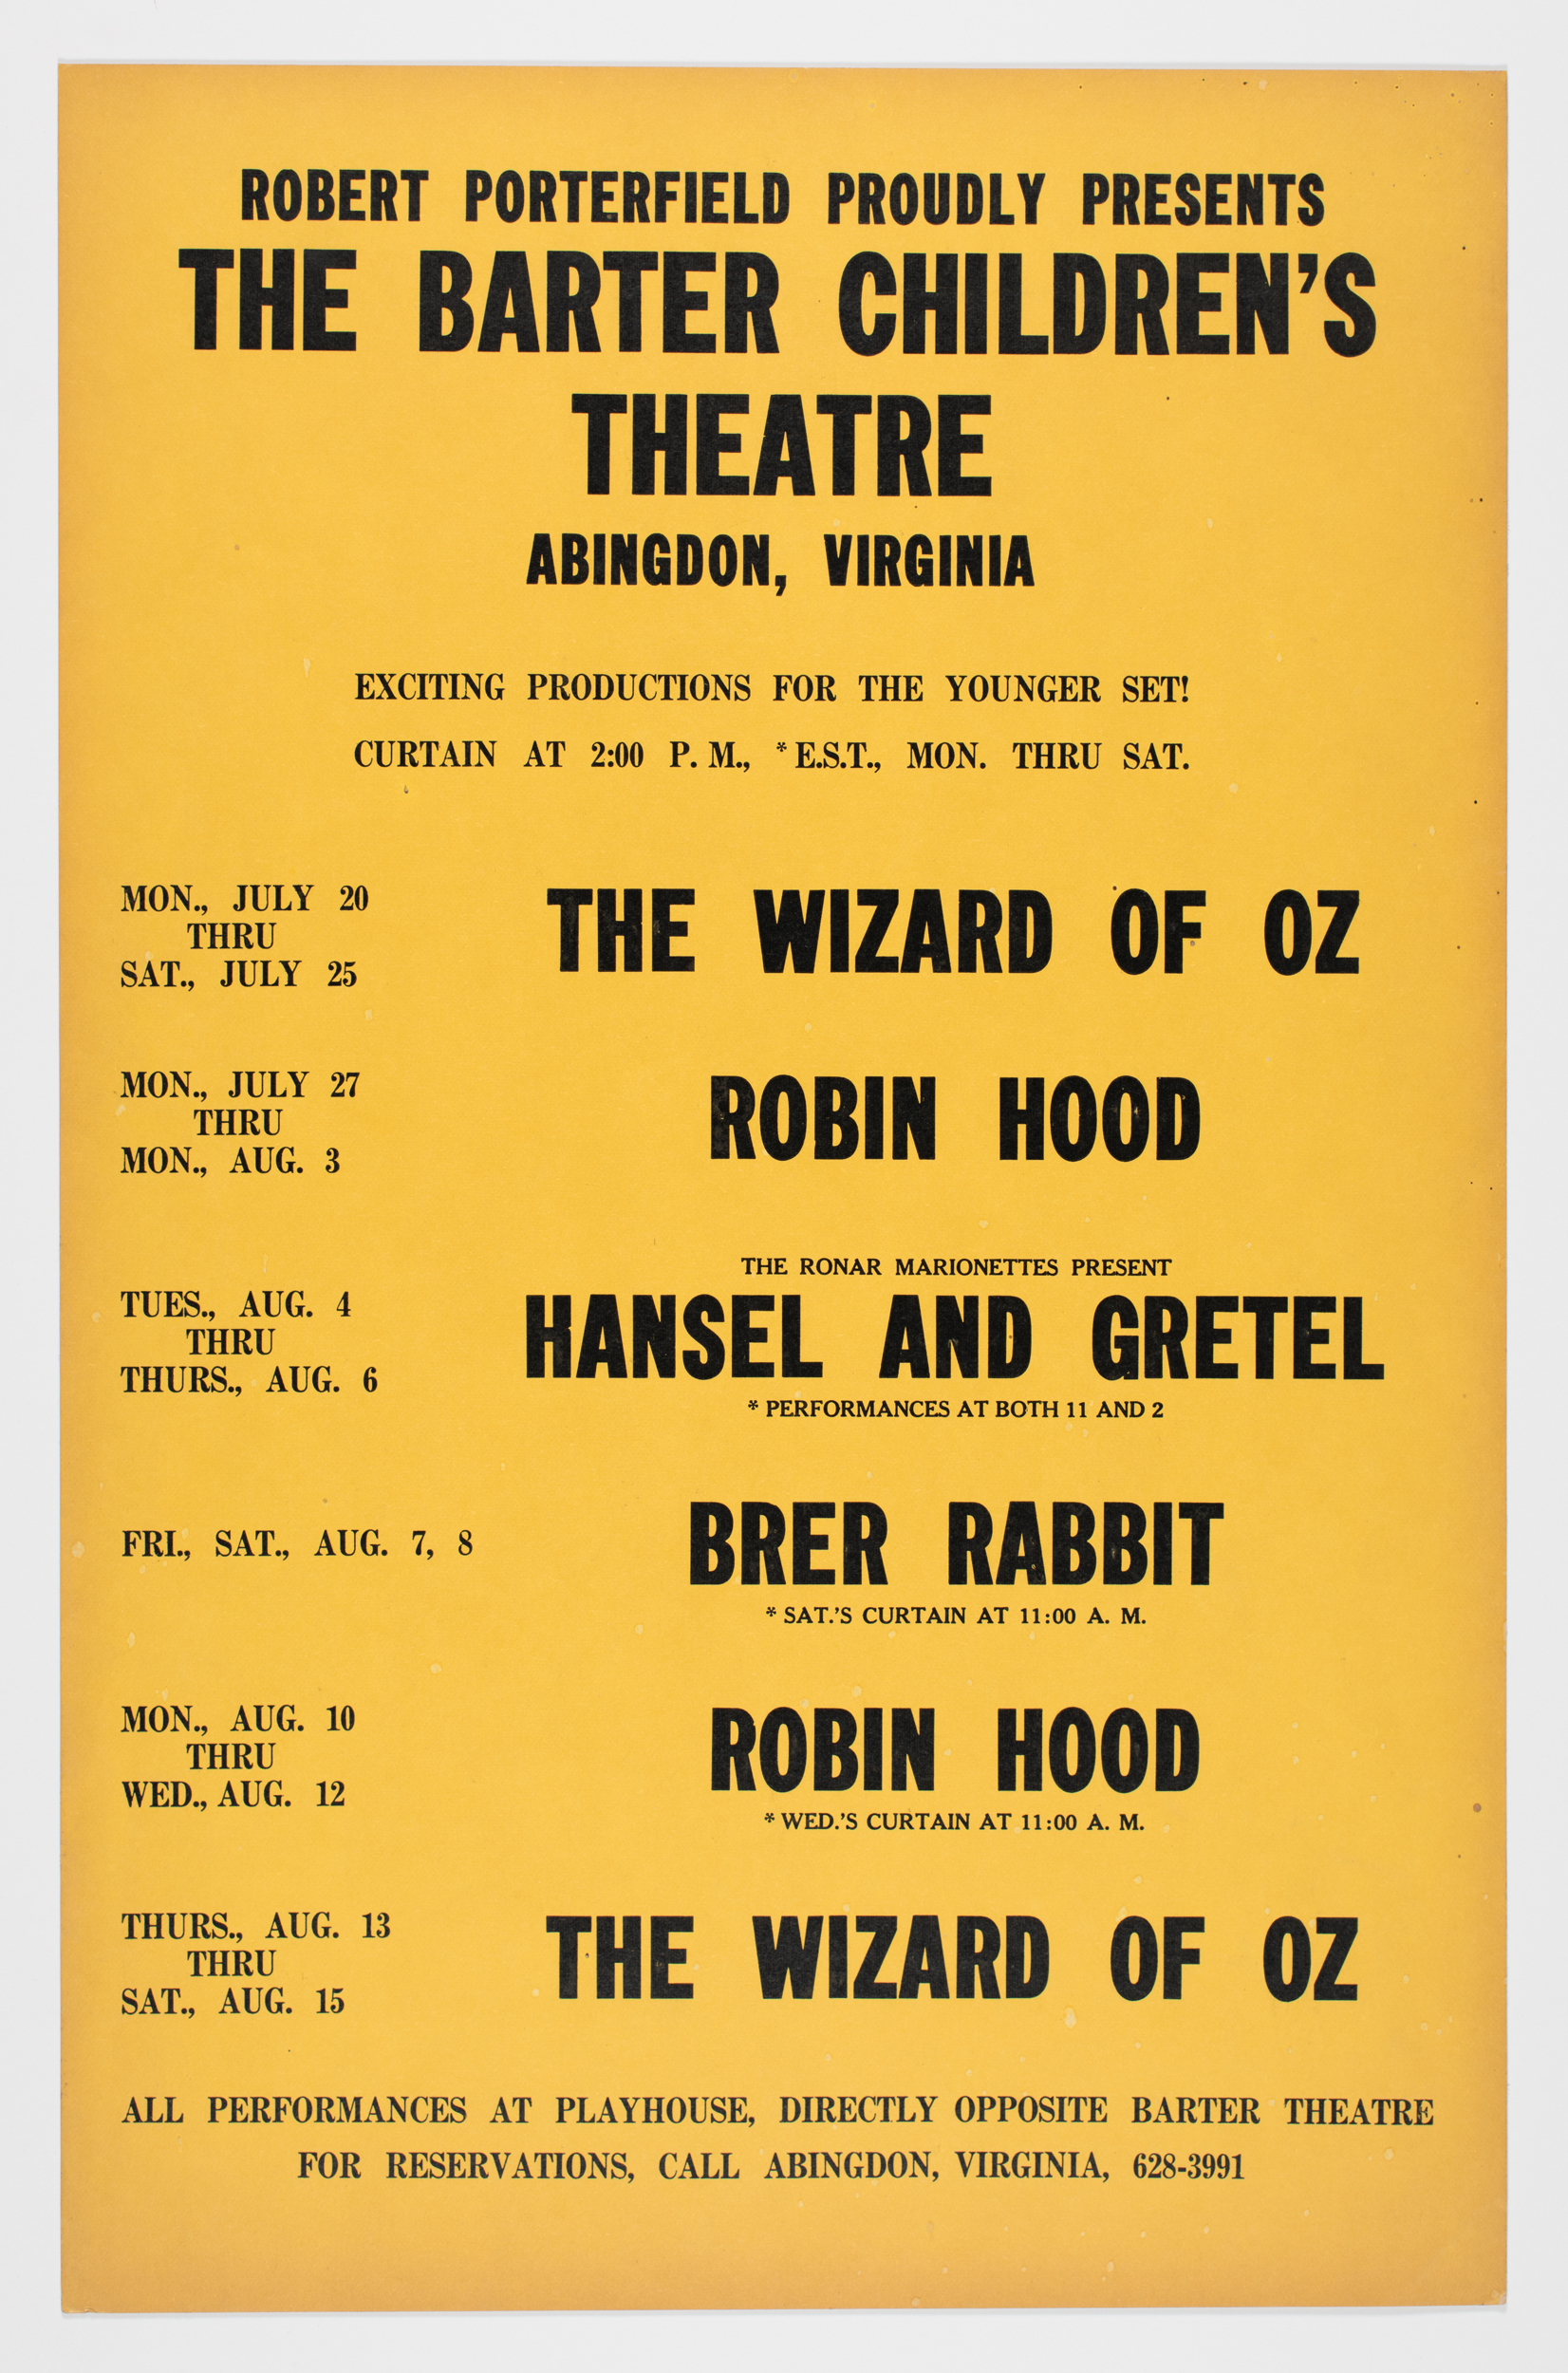 ROBERT PORTERFIELD PROUDLY PRESENTS
THE BARTER CHILDREN'S
THEATRE
ABINGDON, VIRGINIA
EXCITING PRODUCTIONS FOR THE YOUNGER SET!
CURTAIN AT 2:00 P. M., *E.S.T., MON. THRU SAT.
MON., JULY 20
THRU
SAT., JULY 25
THE WIZARD OF OZ
MON., JULY 27
THRU
MON., AUG. 3
ROBIN HOOD
TUES., AUG. 4
THRU
THURS., AUG. 6
THE RONAR MARIONETTES PRESENT
HANSEL AND GRETEL
* PERFORMANCES AT BOTH 11 AND 2
FRI., SAT., AUG. 7, 8
BRER RABBIT
* SAT.'S CURTAIN AT 11:00 A. M.
MON., AUG. 10
THRU
WED., AUG. 12
ROBIN HOOD
* WED.'S CURTAIN AT 11:00 A. M.
THURS., AUG. 13
THRU
SAT., AUG. 15
THE WIZARD OF OZ
ALL PERFORMANCES AT PLAYHOUSE, DIRECTLY OPPOSITE BARTER THEATRE
FOR RESERVATIONS, CALL ABINGDON, VIRGINIA, 628-3991